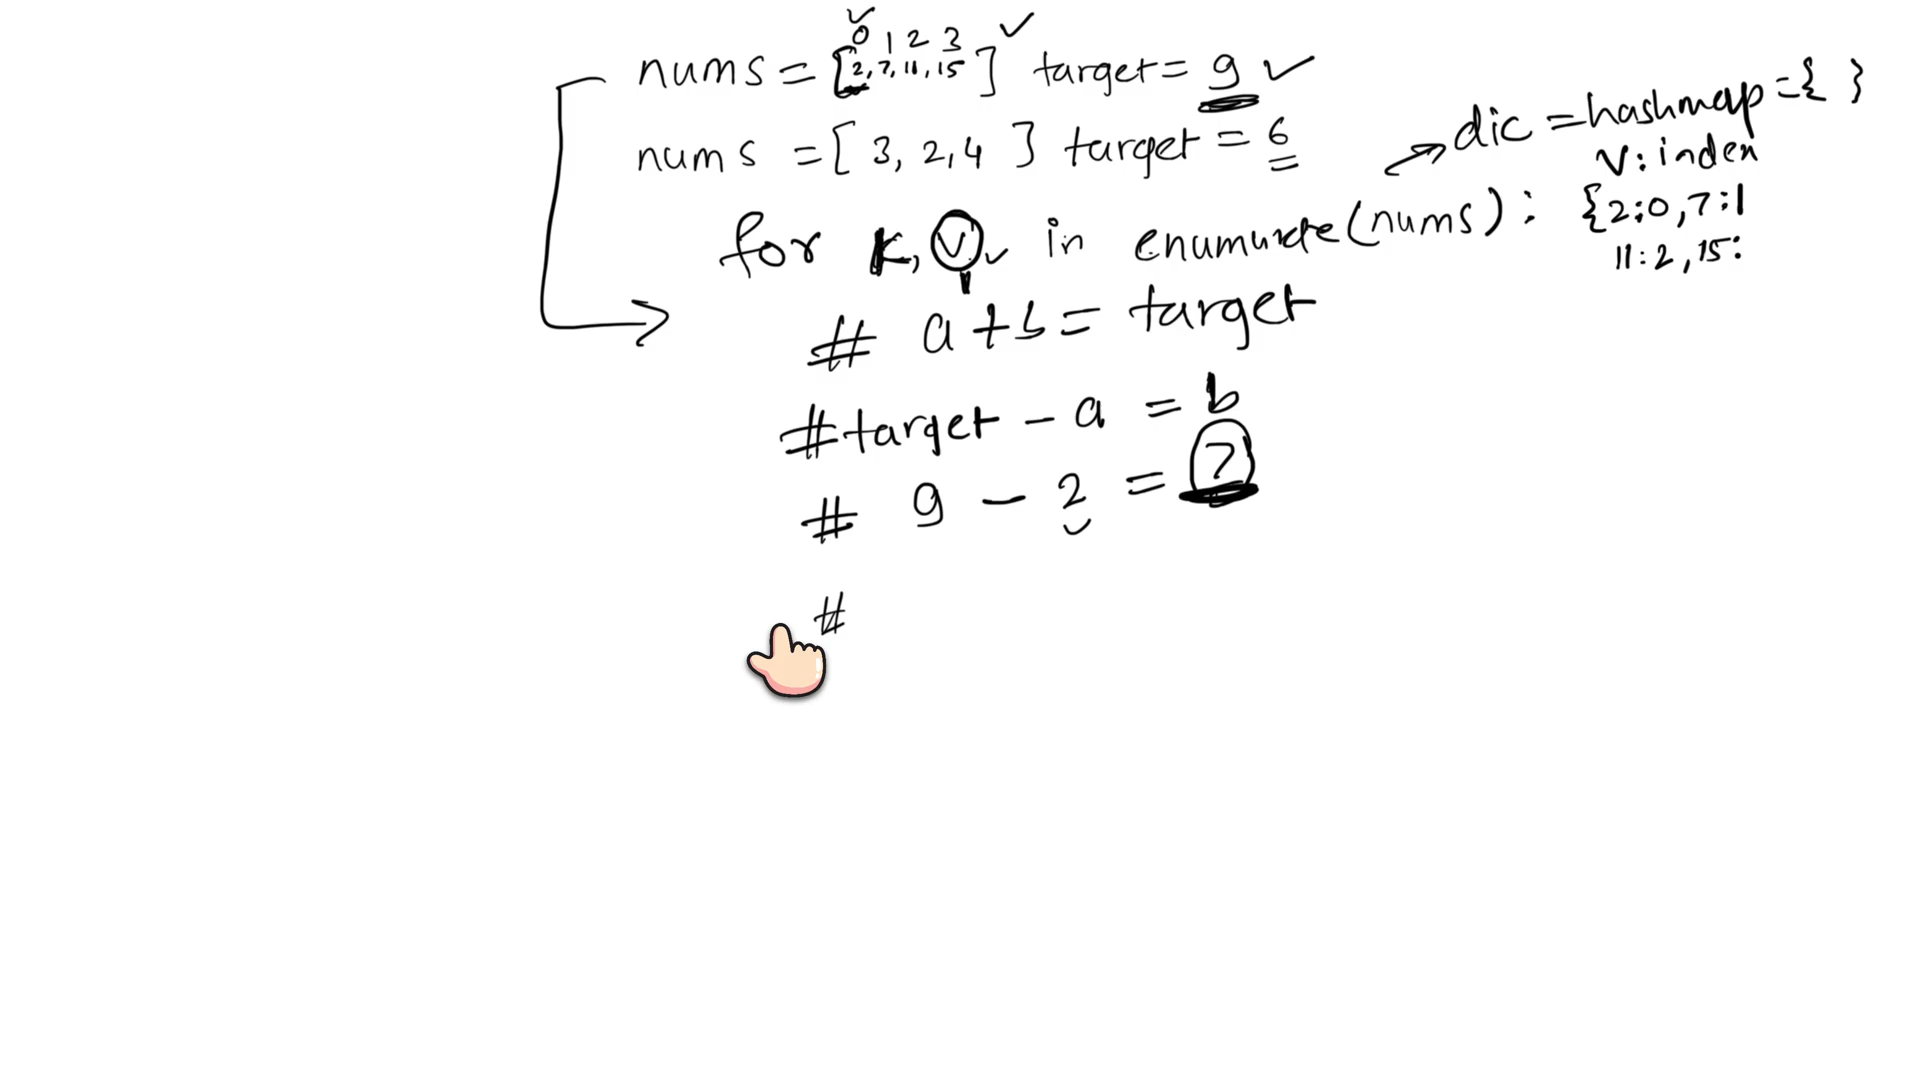 0 1 2 3
nums = [2, 7, 11, 15] target = 9
nums = [3, 2, 4] target = 6
dic = hashmap = { }
v: index
{2:0, 7:1
11:2, 15:
for k, v in enumurate(nums):
# a + b = target
# target - a = b
# 9 - 2 = 7
#